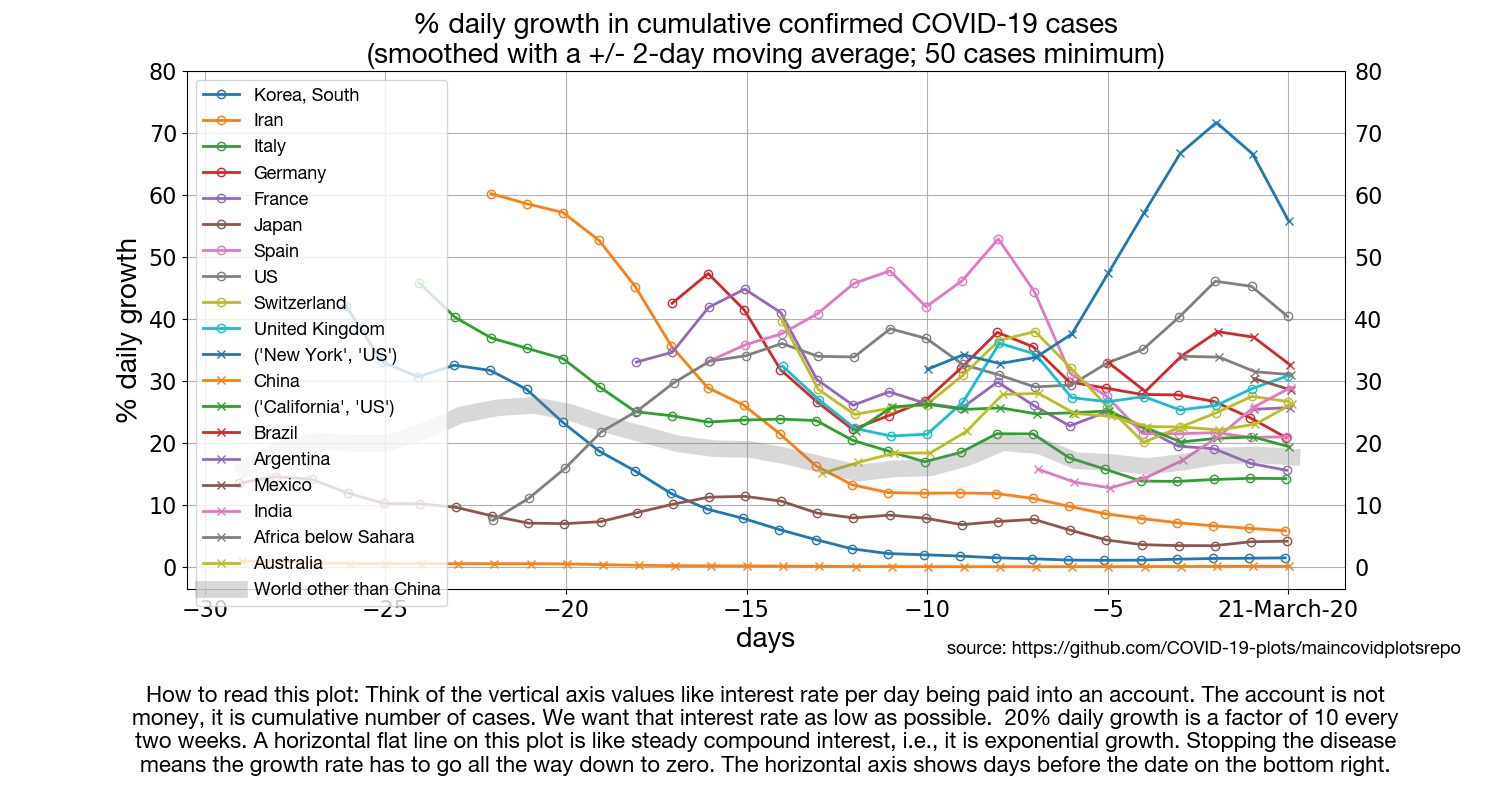 % daily growth in cumulative confirmed COVID-19 cases
(smoothed with a +/- 2-day moving average; 50 cases minimum)
80
70
60
50
40
30
20
10
0
% daily growth
Korea, South
Iran
Italy
Germany
France
Japan
Spain
US
Switzerland
United Kingdom
('New York', 'US')
China
('California', 'US')
Brazil
Argentina
Mexico
India
Africa below Sahara
Australia
World other than China
80
70
60
50
40
30
20
10
0
−30 −25 −20 −15 −10 −5 21-March-20
days
source: https://github.com/COVID-19-plots/maincovidplotsrepo
How to read this plot: Think of the vertical axis values like interest rate per day being paid into an account. The account is not
money, it is cumulative number of cases. We want that interest rate as low as possible.  20% daily growth is a factor of 10 every
two weeks. A horizontal flat line on this plot is like steady compound interest, i.e., it is exponential growth. Stopping the disease
means the growth rate has to go all the way down to zero. The horizontal axis shows days before the date on the bottom right.